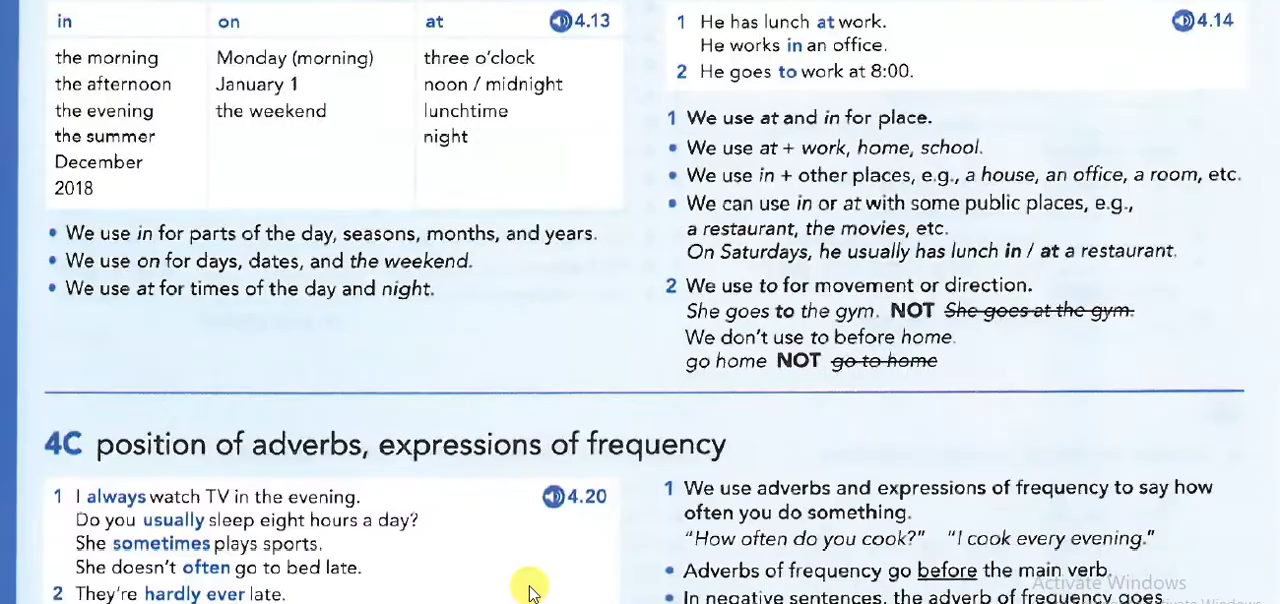 in on at 4.13
the morning Monday (morning) three o'clock
the afternoon January 1 noon / midnight
the evening the weekend lunchtime
the summer night
December
2018
• We use in for parts of the day, seasons, months, and years.
• We use on for days, dates, and the weekend.
• We use at for times of the day and night.
1 He has lunch at work. 4.14
He works in an office.
2 He goes to work at 8:00.
1 We use at and in for place.
• We use at + work, home, school.
• We use in + other places, e.g., a house, an office, a room, etc.
• We can use in or at with some public places, e.g.,
a restaurant, the movies, etc.
On Saturdays, he usually has lunch in / at a restaurant.
2 We use to for movement or direction.
She goes to the gym. NOT She goes at the gym.
We don't use to before home.
go home NOT go to home
4C position of adverbs, expressions of frequency
1 I always watch TV in the evening. 4.20
Do you usually sleep eight hours a day?
She sometimes plays sports.
She doesn't often go to bed late.
2 They're hardly ever late.
1 We use adverbs and expressions of frequency to say how
often you do something.
"How often do you cook?" "I cook every evening."
• Adverbs of frequency go before the main verb.
• In negative sentences, the adverb of frequency goes
Activate Windows